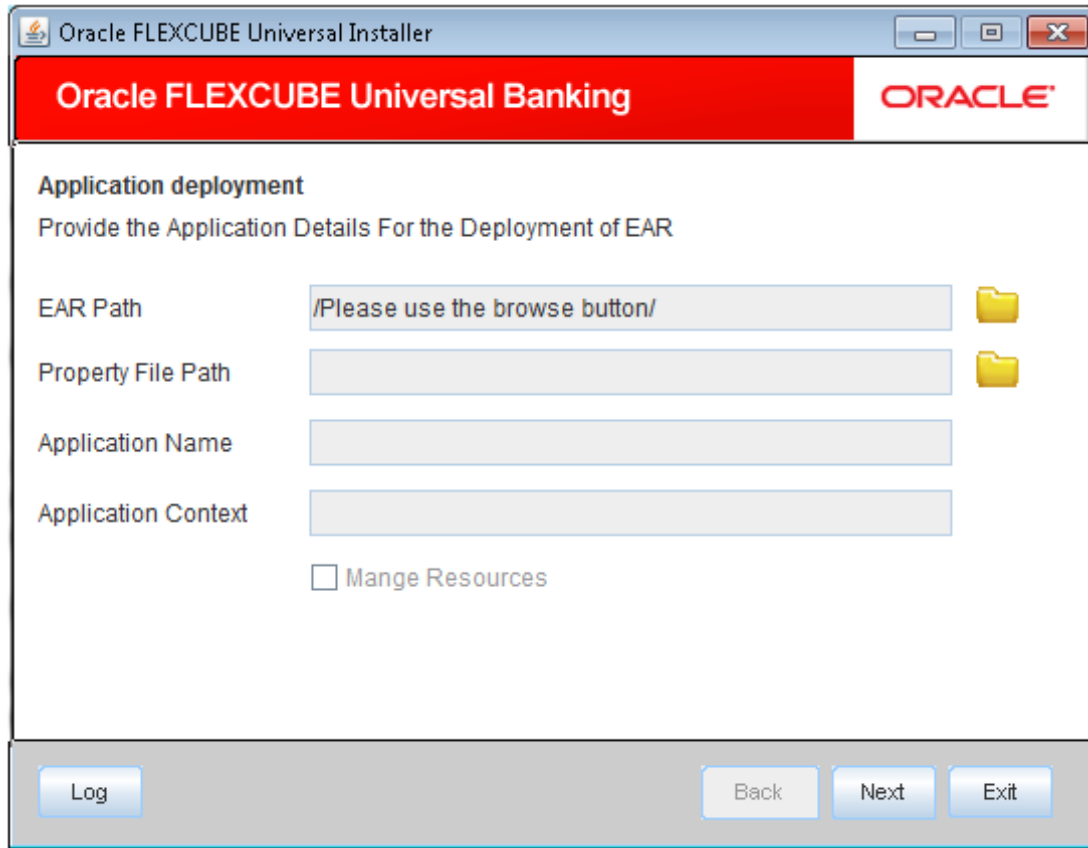 Oracle FLEXCUBE Universal Installer
Oracle FLEXCUBE Universal Banking
ORACLE
Application deployment
Provide the Application Details For the Deployment of EAR
EAR Path
/Please use the browse button/
Property File Path
Application Name
Application Context
Mange Resources
Log
Back
Next
Exit